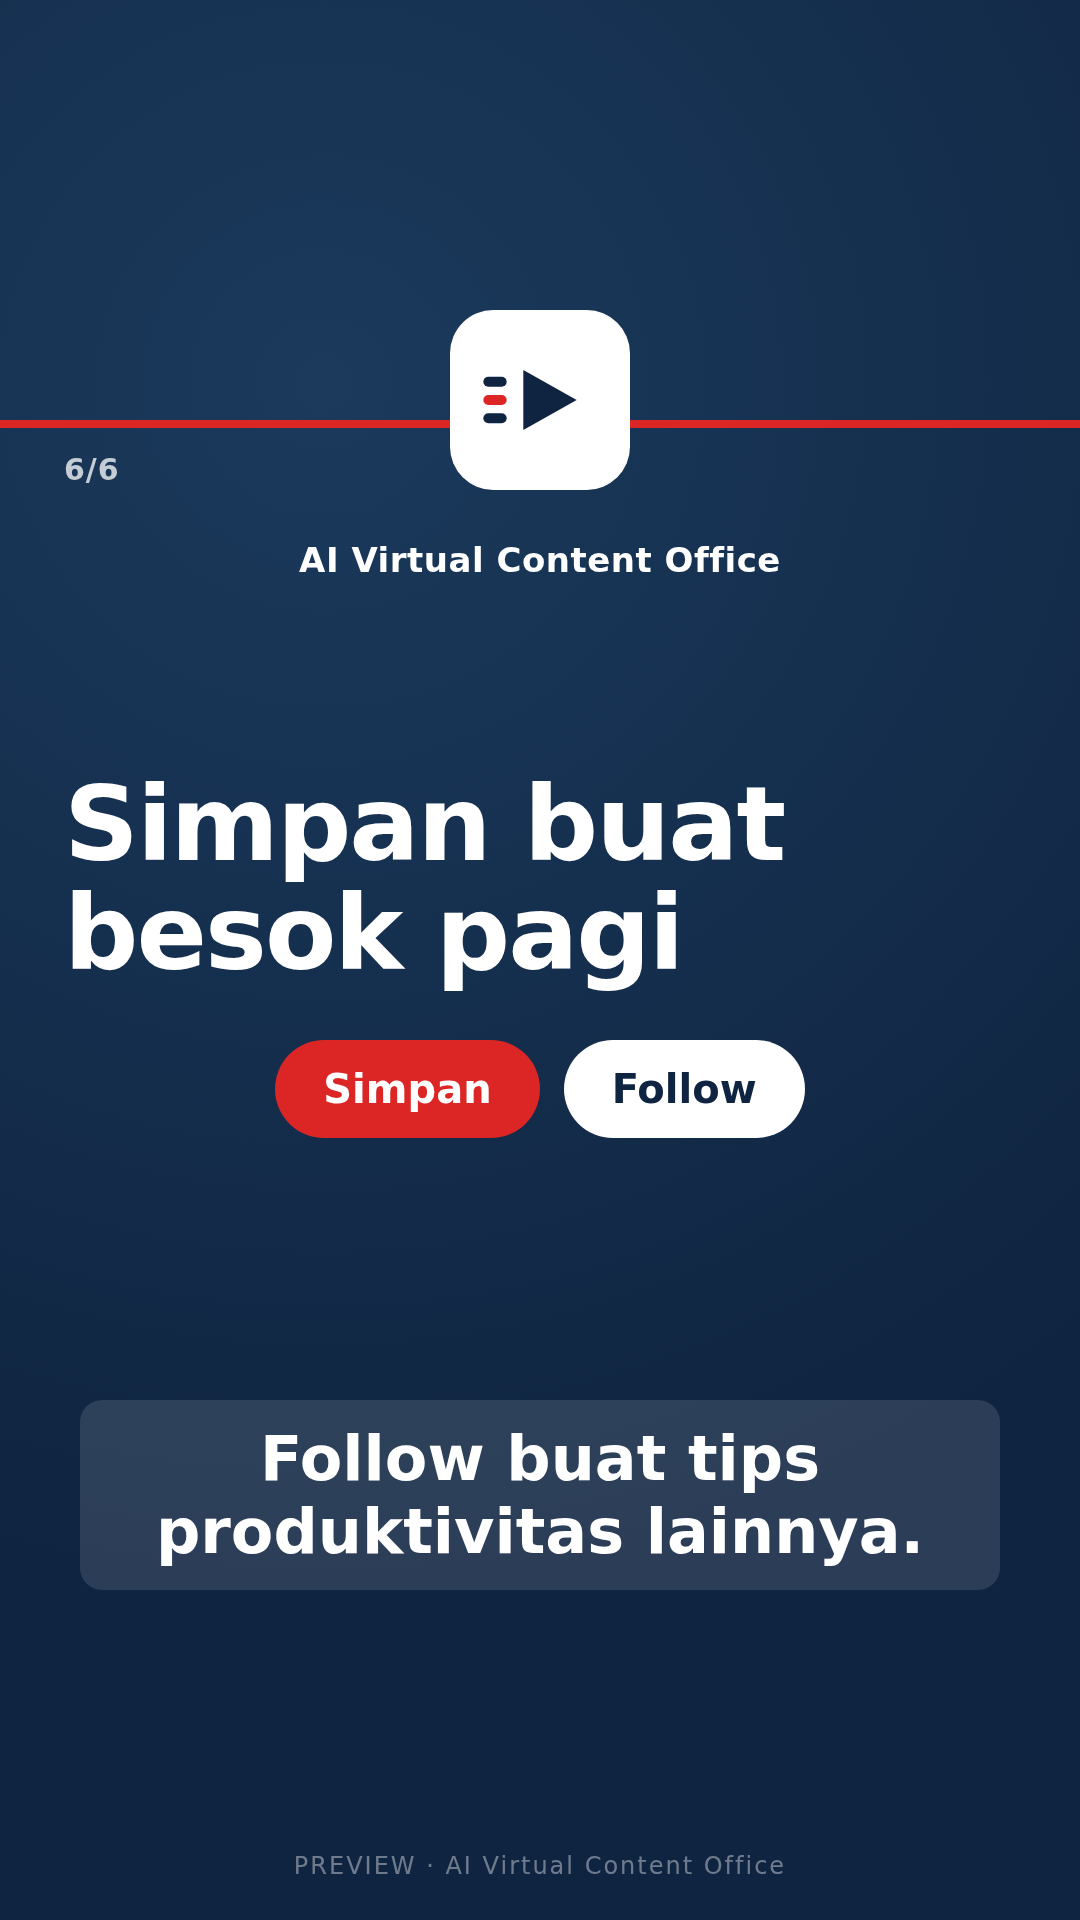 6/6
AI Virtual Content Office
Simpan buat
besok pagi
Simpan
Follow
Follow buat tips
produktivitas lainnya.
PREVIEW · AI Virtual Content Office